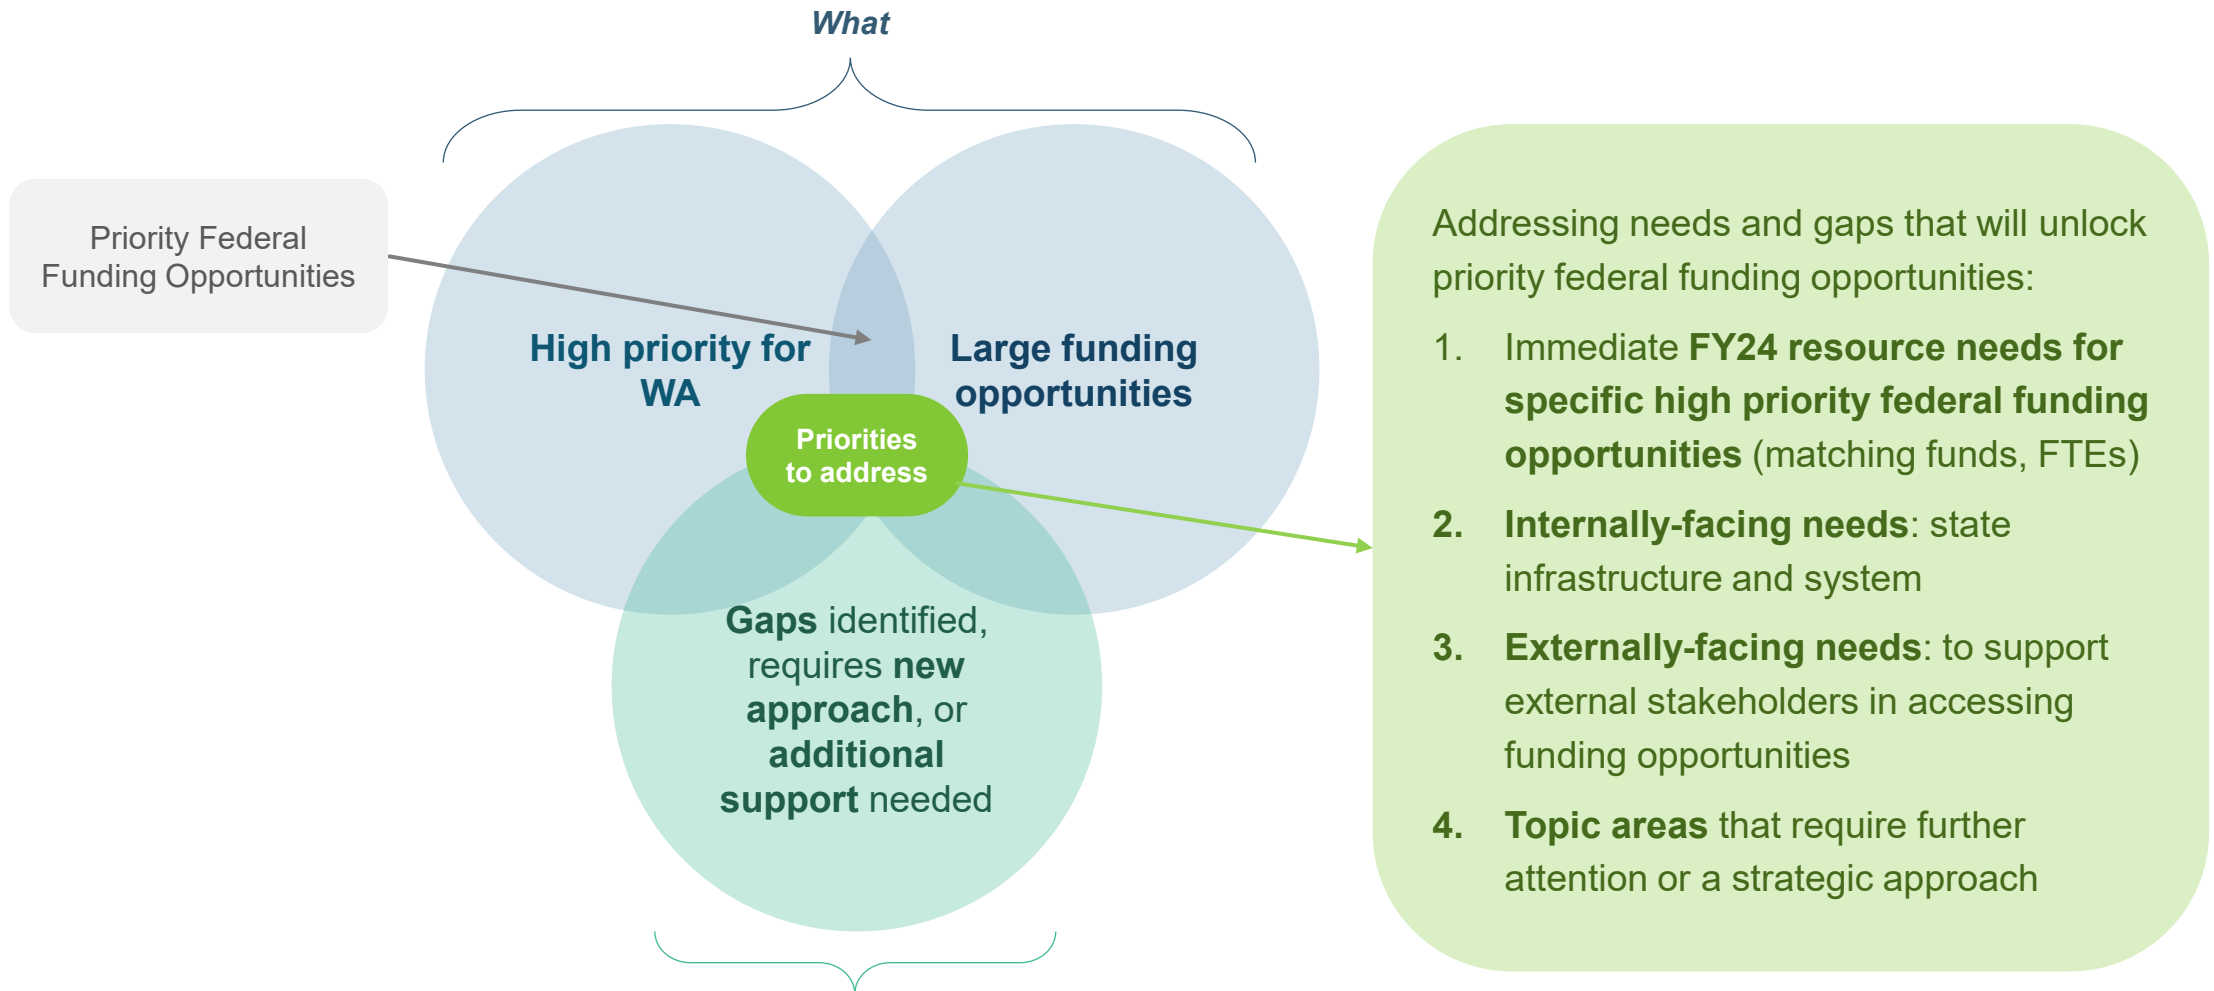 What
Priority Federal
Funding Opportunities
High priority for
WA
Large funding
opportunities
Priorities
to address
Gaps identified,
requires new
approach, or
additional
support needed
Addressing needs and gaps that will unlock
priority federal funding opportunities:
1. Immediate FY24 resource needs for
specific high priority federal funding
opportunities (matching funds, FTEs)
2. Internally-facing needs: state
infrastructure and system
3. Externally-facing needs: to support
external stakeholders in accessing
funding opportunities
4. Topic areas that require further
attention or a strategic approach